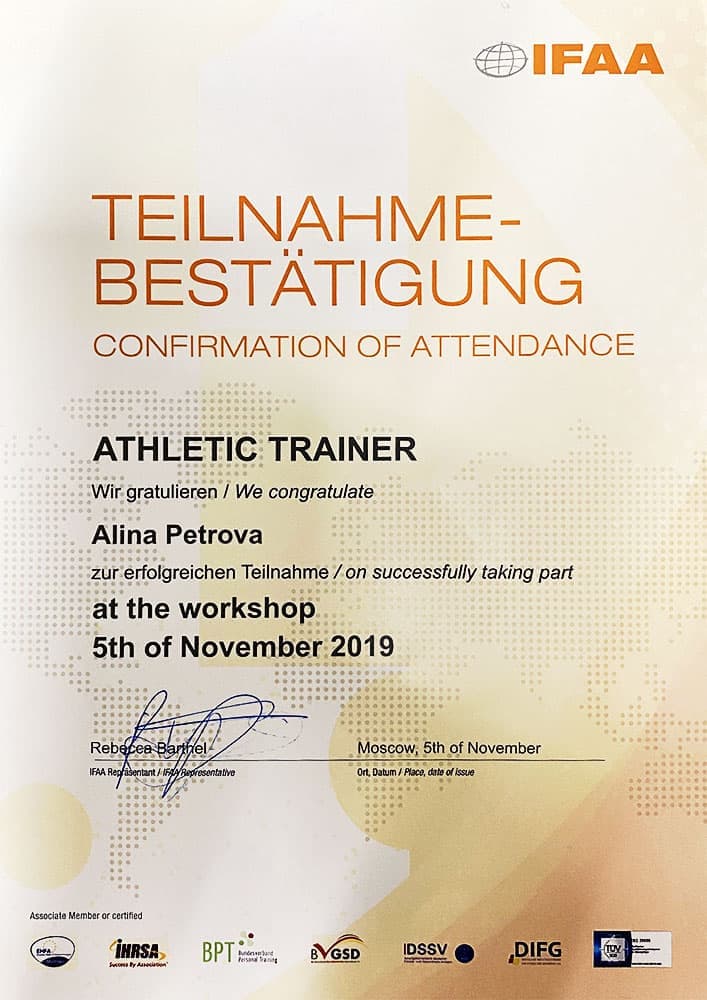 IFAA
TEILNAHME-
BESTÄTIGUNG
CONFIRMATION OF ATTENDANCE
ATHLETIC TRAINER
Wir gratulieren / We congratulate
Alina Petrova
zur erfolgreichen Teilnahme / on successfully taking part
at the workshop
5th of November 2019
Rebecca Barthel
Moscow, 5th of November
IFAA Repräsentant / IFAA Representative
Ort, Datum / Place, date of issue
Associate Member or certified
EHFA
IHRSA
Success By Association
BPT
Bundesverband
Personal Training
BVGSD
IDSSV
DIFG
TÜV